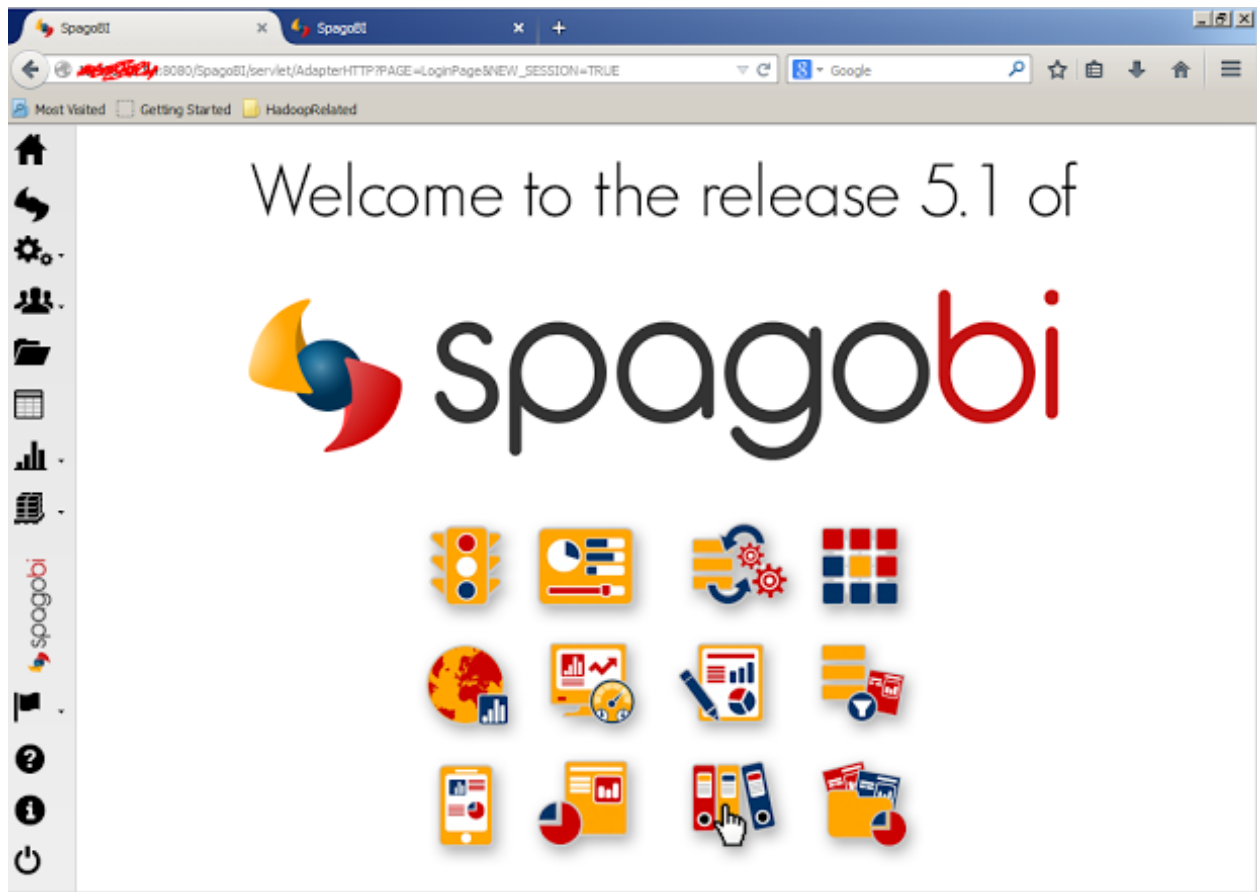 SpagoBI
SpagoBI
:8080/SpagoBI/servlet/AdapterHTTP?PAGE=LoginPage&NEW_SESSION=TRUE
Google
Most Visited
Getting Started
HadoopRelated
Welcome to the release 5.1 of
spagobi
spagobi